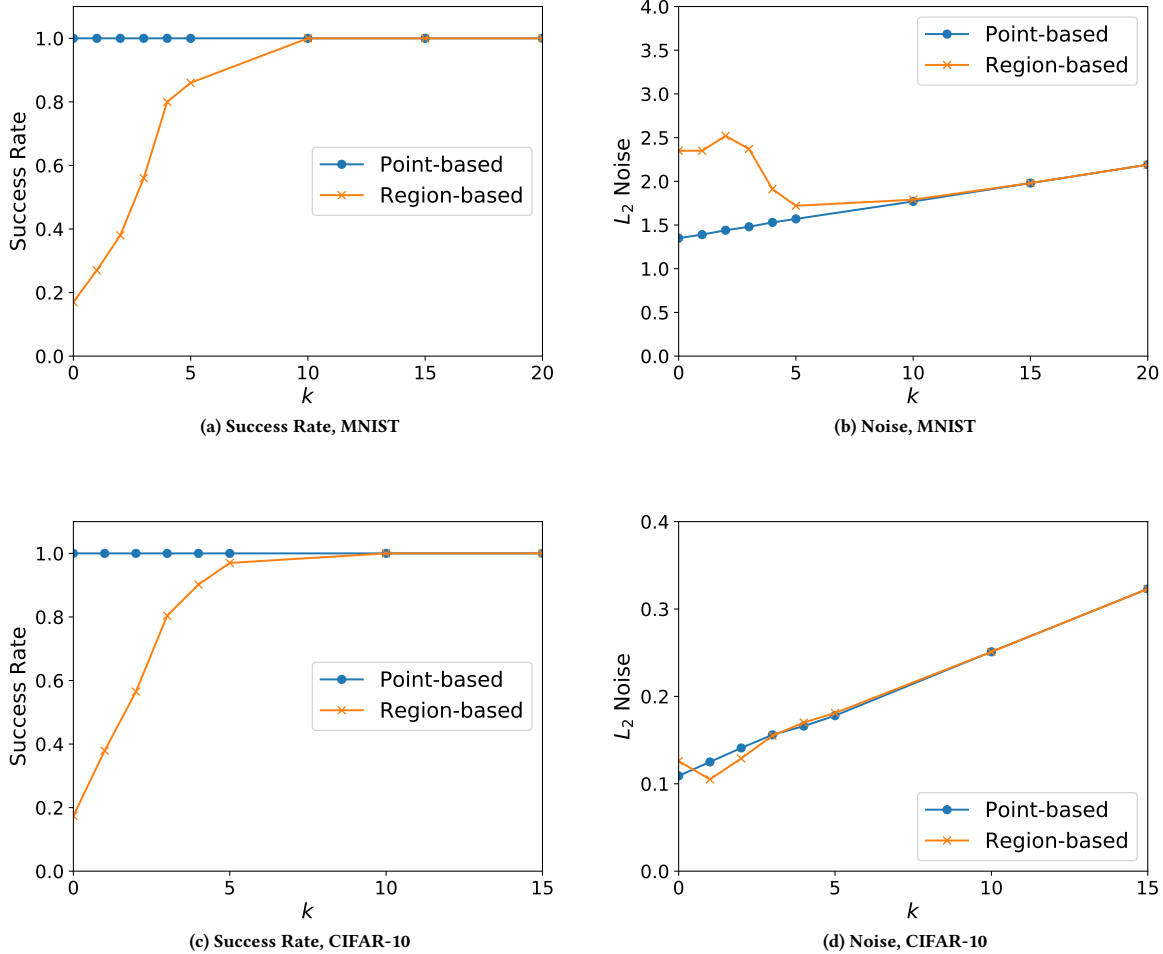 1.0
0.8
0.6
0.4
0.2
0.0
Success Rate
0 5 10 15 20
k
Point-based
Region-based
(a) Success Rate, MNIST
4.0
3.5
3.0
2.5
2.0
1.5
1.0
0.5
0.0
L₂ Noise
0 5 10 15 20
k
Point-based
Region-based
(b) Noise, MNIST
1.0
0.8
0.6
0.4
0.2
0.0
Success Rate
0 5 10 15
k
Point-based
Region-based
(c) Success Rate, CIFAR-10
0.4
0.3
0.2
0.1
0.0
L₂ Noise
0 5 10 15
k
Point-based
Region-based
(d) Noise, CIFAR-10